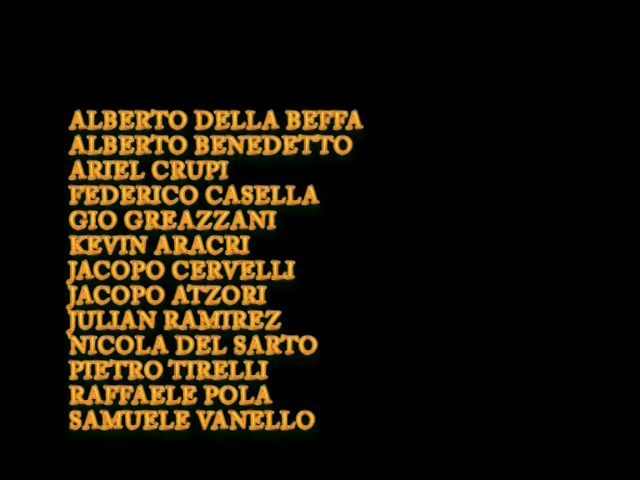 ALBERTO DELLA BEFFA
ALBERTO BENEDETTO
ARIEL CRUPI
FEDERICO CASELLA
GIO GREAZZANI
KEVIN ARACRI
JACOPO CERVELLI
JACOPO ATZORI
JULIAN RAMIREZ
NICOLA DEL SARTO
PIETRO TIRELLI
RAFFAELE POLA
SAMUELE VANELLO